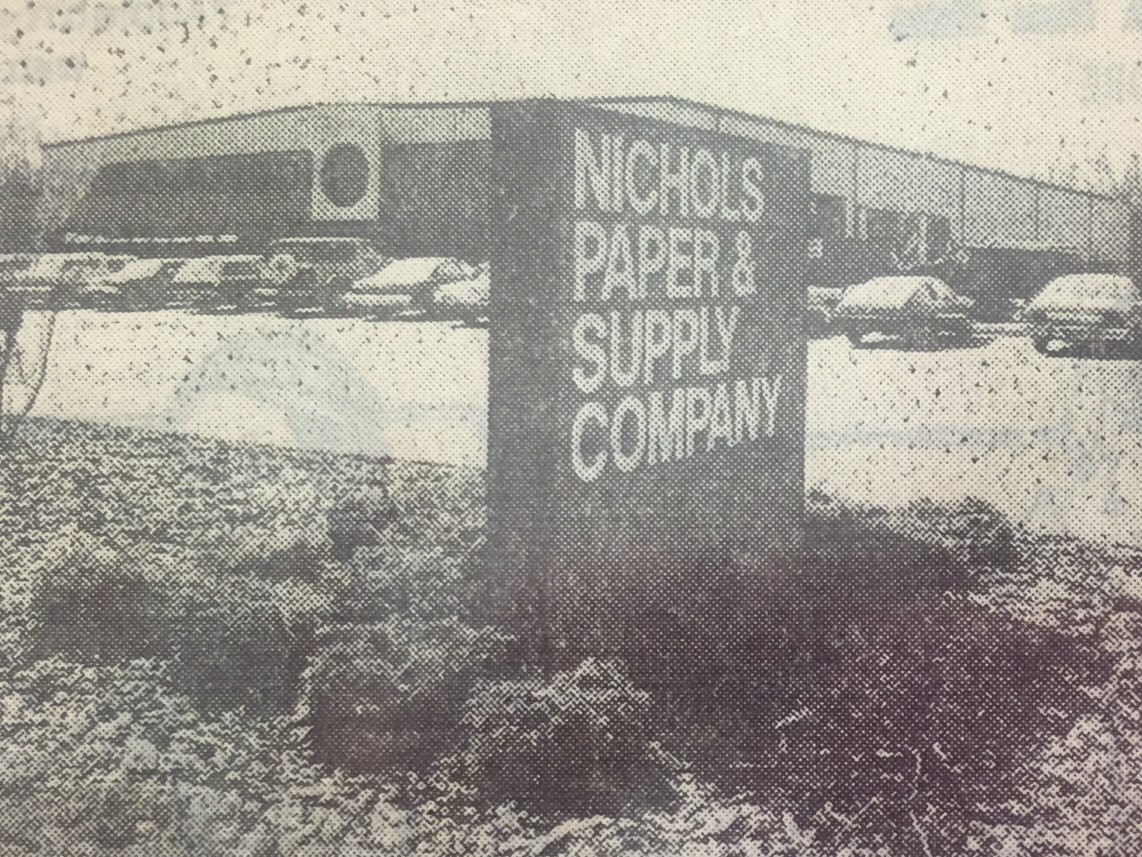 NICHOLS
PAPER &
SUPPLY
COMPANY